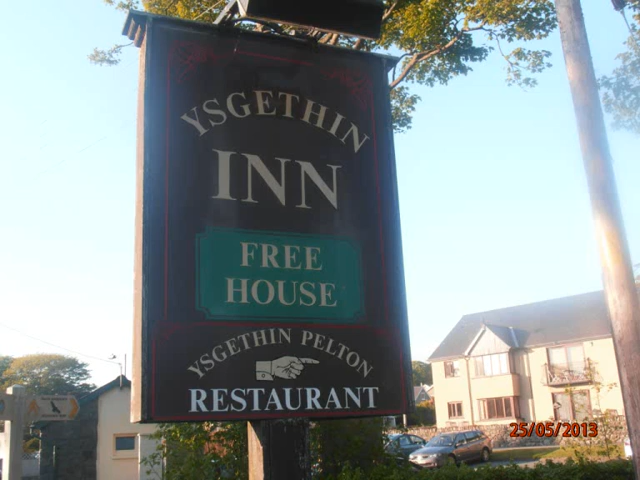 YSGETHIN
INN
FREE
HOUSE
YSGETHIN PELTON
RESTAURANT
25/05/2013